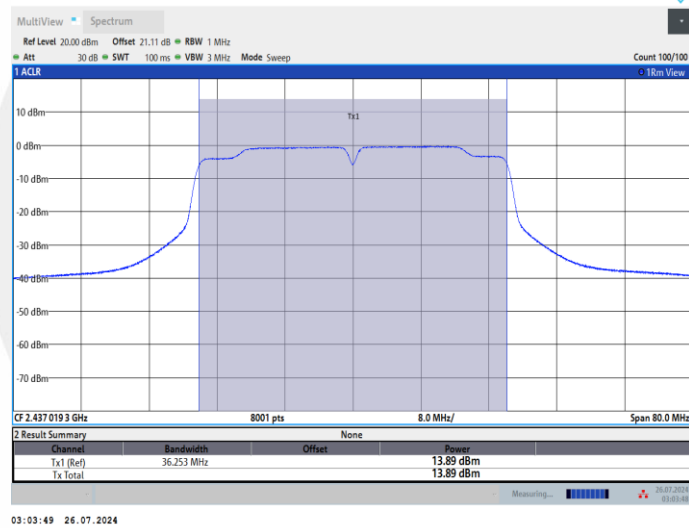 MultiView Spectrum
Ref Level 20.00 dBm Offset 21.11 dB RBW 1 MHz
Att 30 dB SWT 100 ms VBW 3 MHz Mode Sweep Count 100/100
1 ACLR 1Rm View
Tx1
10 dBm
0 dBm
-10 dBm
-20 dBm
-30 dBm
-40 dBm
-50 dBm
-60 dBm
-70 dBm
CF 2.437 019 3 GHz 8001 pts 8.0 MHz/ Span 80.0 MHz
2 Result Summary None
Channel Bandwidth Offset Power
Tx1 (Ref) 36.253 MHz 13.89 dBm
Tx Total 13.89 dBm
Measuring... 26.07.2024
03:03:48
03:03:49 26.07.2024